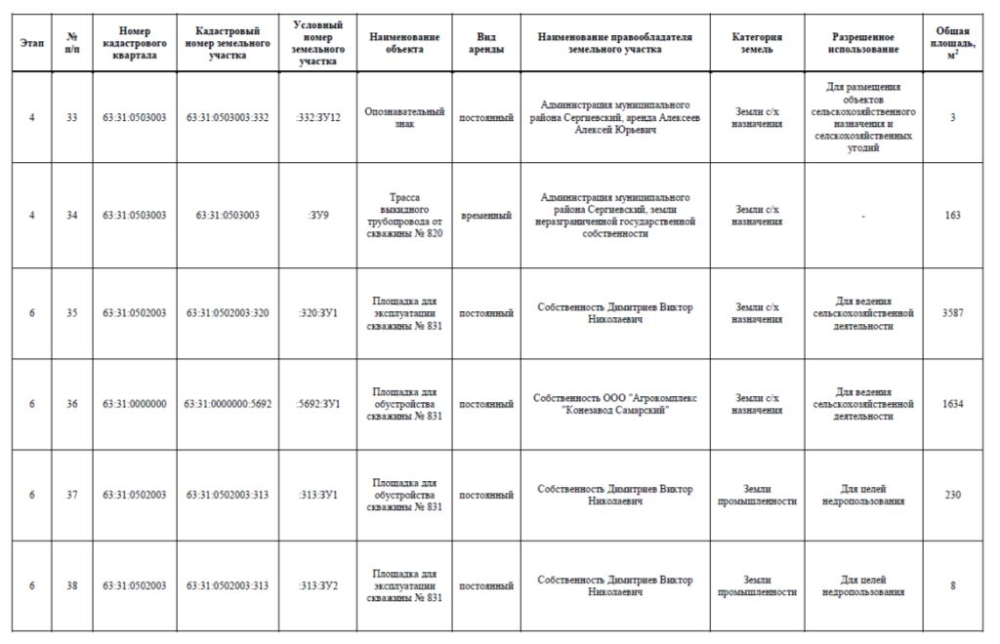 Этап
№
п/п
Номер
кадастрового
квартала
Кадастровый
номер земельного
участка
Условный
номер
земельного
участка
Наименование
объекта
Вид
аренды
Наименование правообладателя
земельного участка
Категория
земель
Разрешенное
использование
Общая
площадь,
м²
4
33
63:31:0503003
63:31:0503003:332
:332:ЗУ12
Опознавательный
знак
постоянный
Администрация муниципального
района Сергиевский, аренда Алексеев
Алексей Юрьевич
Земли с/х
назначения
Для размещения
объектов
сельскохозяйственного
назначения и
селскохозяйственных
угодий
3
4
34
63:31:0503003
63:31:0503003
:ЗУ9
Трасса
выкидного
трубопровода от
скважины № 820
временный
Администрация муниципального
района Сергиевский, земли
неразграниченной государственной
собственности
Земли с/х
назначения
-
163
6
35
63:31:0502003
63:31:0502003:320
:320:ЗУ1
Площадка для
эксплуатации
скважины № 831
постоянный
Собственность Димитриев Виктор
Николаевич
Земли с/х
назначения
Для ведения
сельскохозяйственной
деятельности
3587
6
36
63:31:0000000
63:31:0000000:5692
:5692:ЗУ1
Площадка для
обустройства
скважины № 831
постоянный
Собственность ООО "Агрокомплекс
"Конезавод Самарский"
Земли с/х
назначения
Для ведения
сельскохозяйственной
деятельности
1634
6
37
63:31:0502003
63:31:0502003:313
:313:ЗУ1
Площадка для
обустройства
скважины № 831
постоянный
Собственность Димитриев Виктор
Николаевич
Земли
промышленности
Для целей
недропользования
230
6
38
63:31:0502003
63:31:0502003:313
:313:ЗУ2
Площадка для
эксплуатации
скважины № 831
постоянный
Собственность Димитриев Виктор
Николаевич
Земли
промышленности
Для целей
недропользования
8